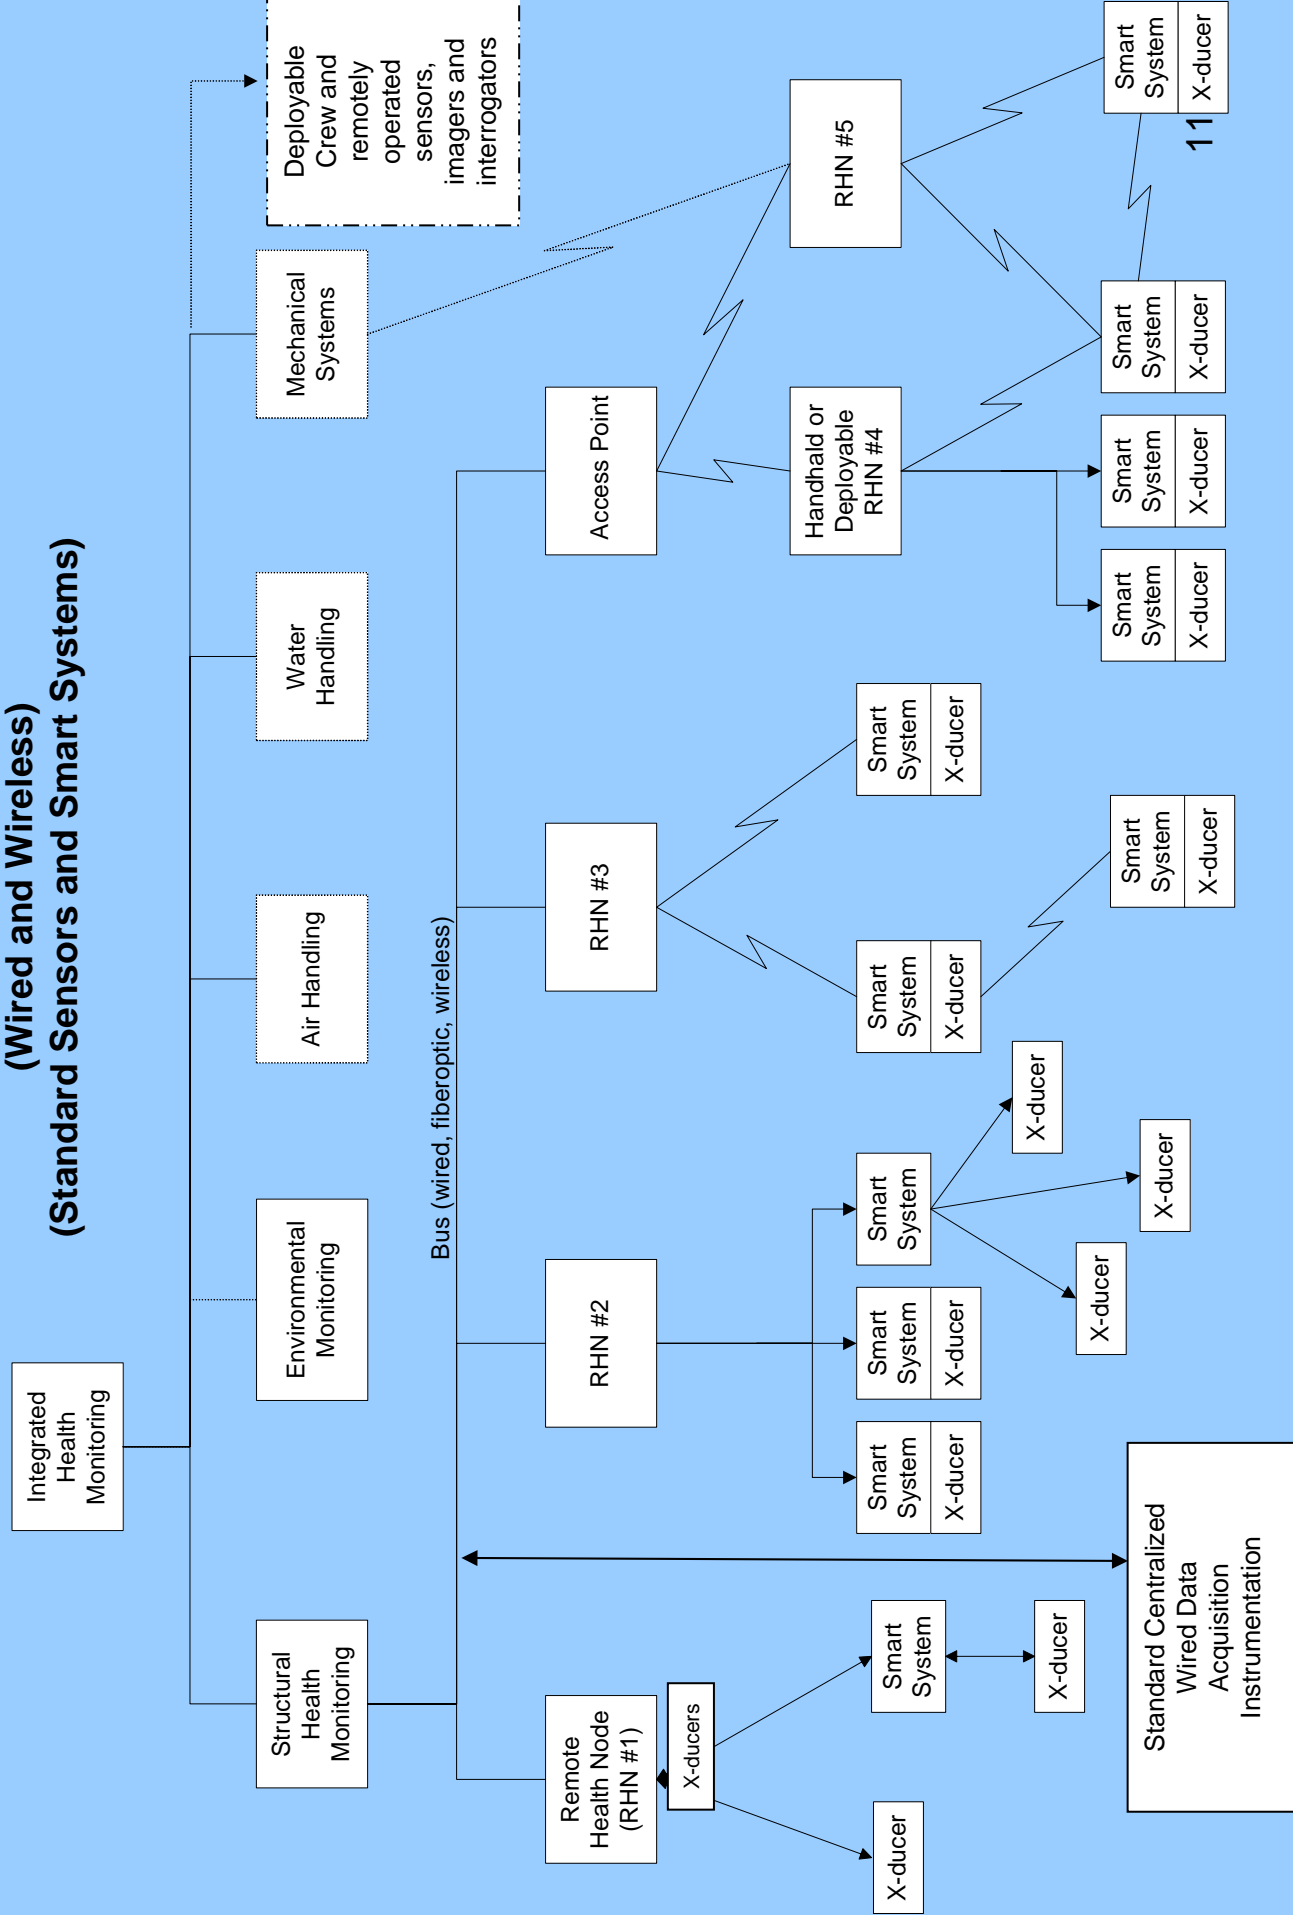 (Wired and Wireless)
(Standard Sensors and Smart Systems)
Integrated
Health
Monitoring
Structural
Health
Monitoring
Environmental
Monitoring
Air Handling
Water
Handling
Mechanical
Systems
Deployable
Crew and
remotely
operated
sensors,
imagers and
interrogators
Bus (wired, fiberoptic, wireless)
Remote
Health Node
(RHN #1)
RHN #2
RHN #3
Access Point
X-ducers
Handhald or
Deployable
RHN #4
RHN #5
X-ducer
Smart
System
Smart
System
X-ducer
Smart
System
X-ducer
Smart
System
Smart
System
X-ducer
Smart
System
X-ducer
X-ducer
X-ducer
X-ducer
X-ducer
Smart
System
X-ducer
Smart
System
X-ducer
Smart
System
X-ducer
Smart
System
X-ducer
Smart
System
X-ducer
Standard Centralized
Wired Data
Acquisition
Instrumentation
11